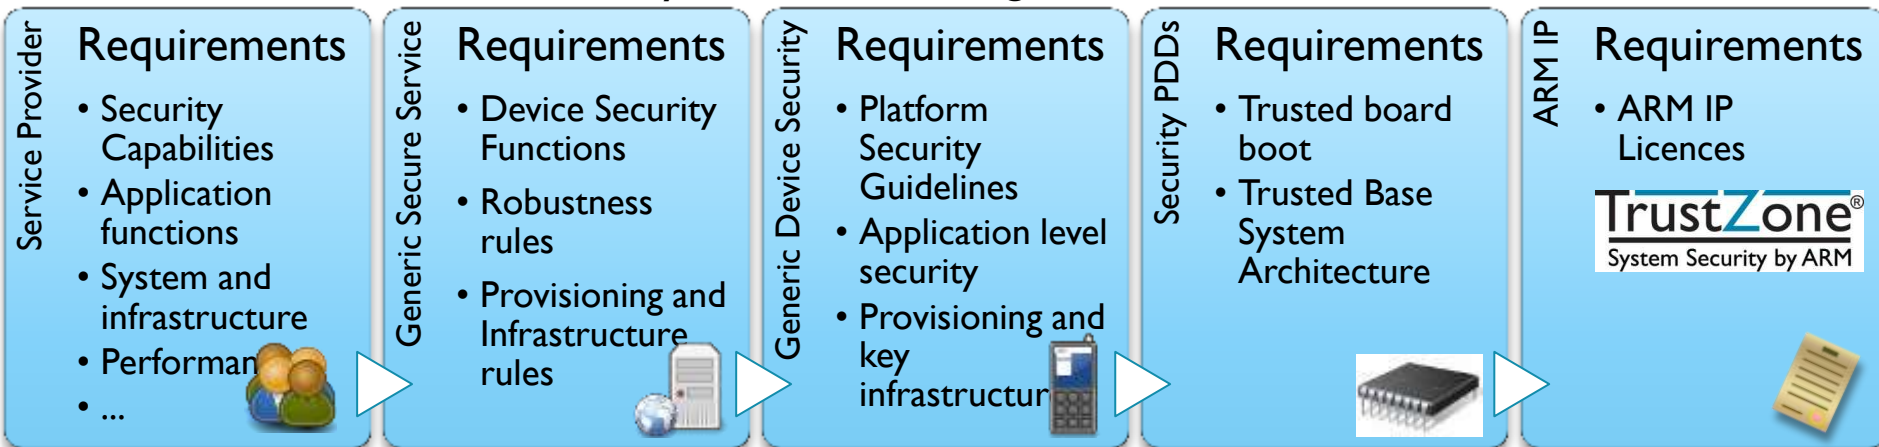 Service Provider
Requirements
• Security
Capabilities
• Application
functions
• System and
infrastructure
• Performan
• ...
Generic Secure Service
Requirements
• Device Security
Functions
• Robustness
rules
• Provisioning and
Infrastructure
rules
Generic Device Security
Requirements
• Platform
Security
Guidelines
• Application level
security
• Provisioning and
key
infrastructur
Security PDDs
Requirements
• Trusted board
boot
• Trusted Base
System
Architecture
ARM IP
Requirements
• ARM IP
Licences
TrustZone®
System Security by ARM